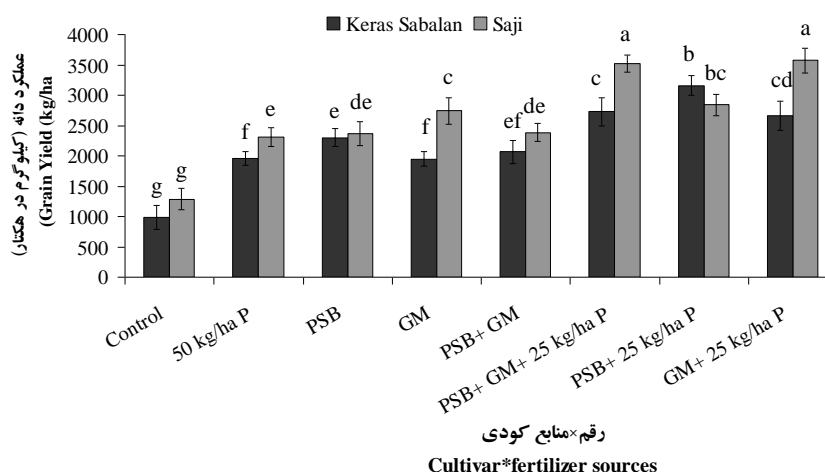 Keras Sabalan Saji
عملکرد دانه (کیلوگرم در هکتار)
(Grain Yield (kg/ha
4000
3500
3000
2500
2000
1500
1000
500
0
g g f e e de f c ef de c a b bc cd a
Control
50 kg/ha P
PSB
GM
PSB+ GM
PSB+ GM+ 25 kg/ha P
PSB+ 25 kg/ha P
GM+ 25 kg/ha P
رقم×منابع کودی
Cultivar*fertilizer sources